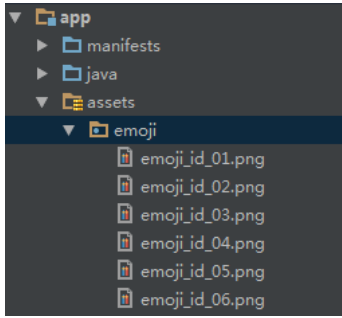 app
manifests
java
assets
emoji
emoji_id_01.png
emoji_id_02.png
emoji_id_03.png
emoji_id_04.png
emoji_id_05.png
emoji_id_06.png